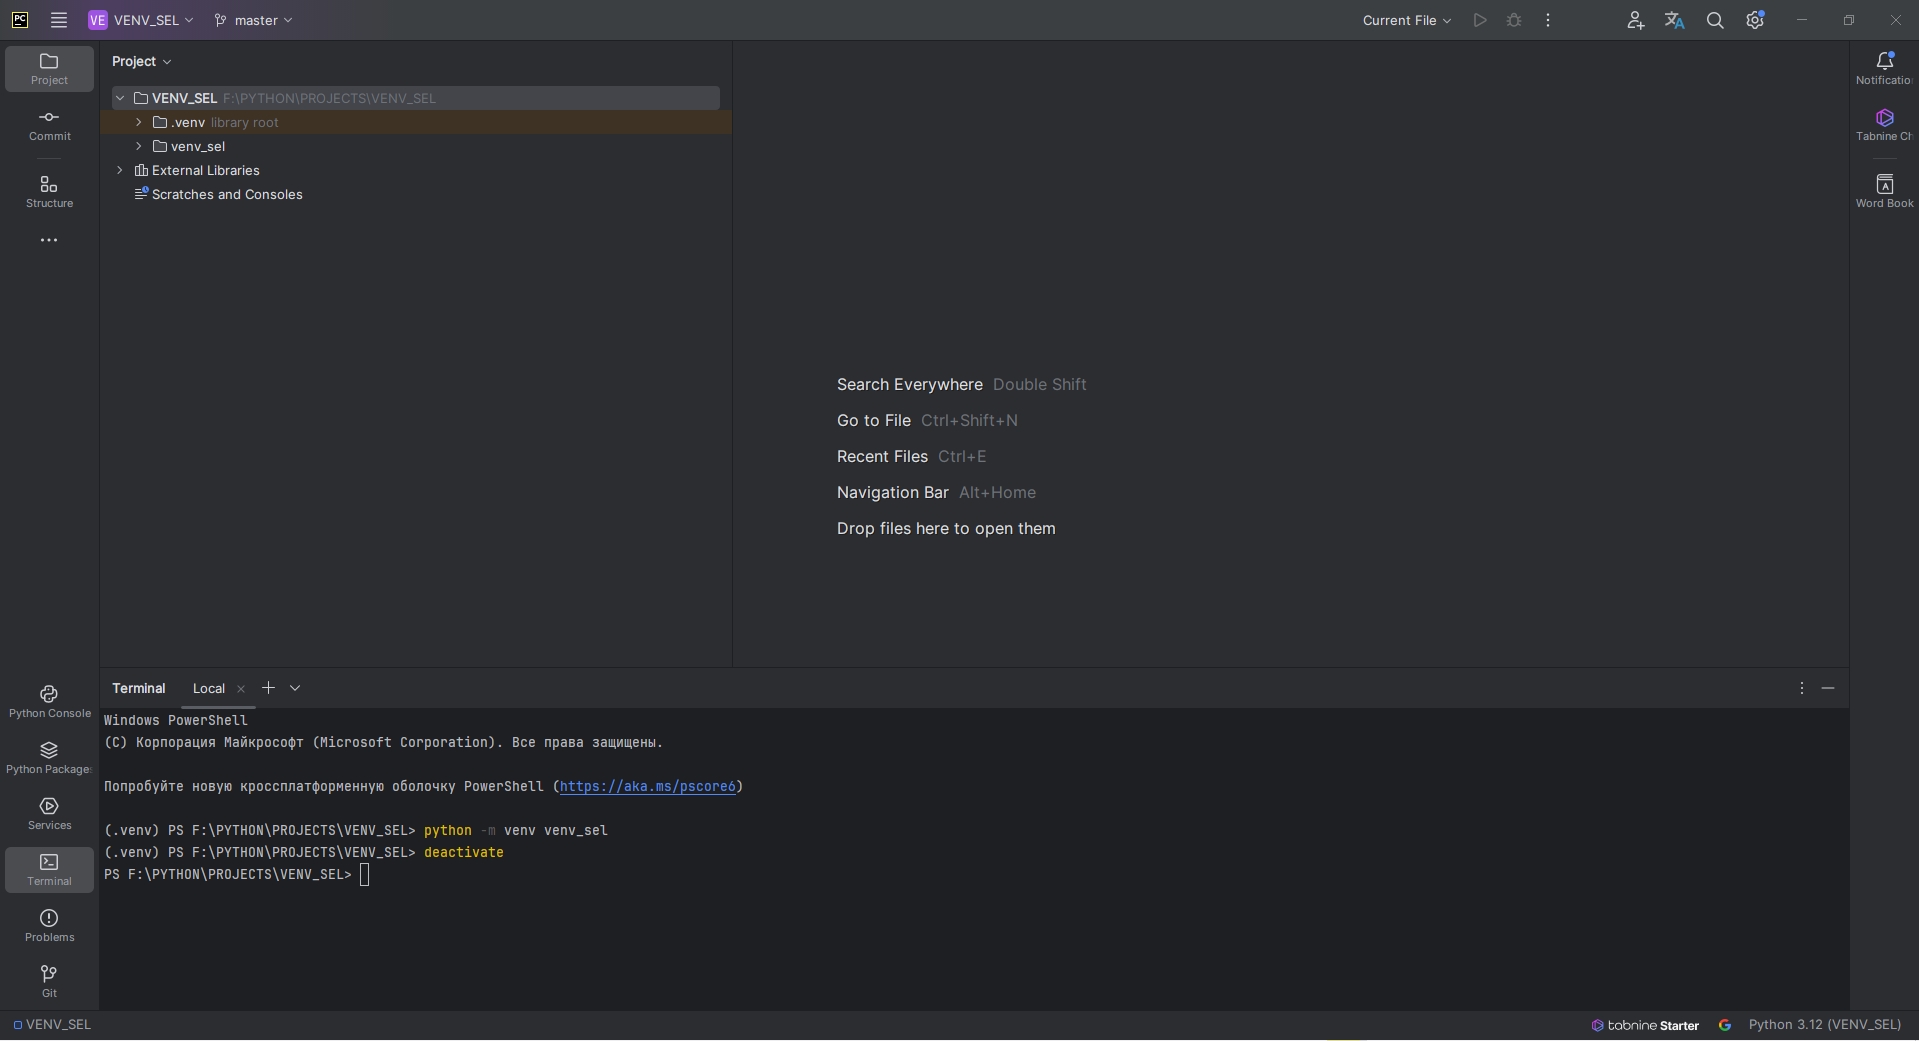 PC
VE VENV_SEL master Current File
Project
Commit
Structure
Project
VENV_SEL F:\PYTHON\PROJECTS\VENV_SEL
.venv library root
venv_sel
External Libraries
Scratches and Consoles
Notificatio
Tabnine Ch
Word Book
Search Everywhere Double Shift
Go to File Ctrl+Shift+N
Recent Files Ctrl+E
Navigation Bar Alt+Home
Drop files here to open them
Python Console
Python Package
Services
Terminal
Problems
Git
Terminal Local
Windows PowerShell
(C) Корпорация Майкрософт (Microsoft Corporation). Все права защищены.
Попробуйте новую кроссплатформенную оболочку PowerShell (https://aka.ms/pscore6)
(.venv) PS F:\PYTHON\PROJECTS\VENV_SEL> python -m venv venv_sel
(.venv) PS F:\PYTHON\PROJECTS\VENV_SEL> deactivate
PS F:\PYTHON\PROJECTS\VENV_SEL>
VENV_SEL tabnine Starter Python 3.12 (VENV_SEL)